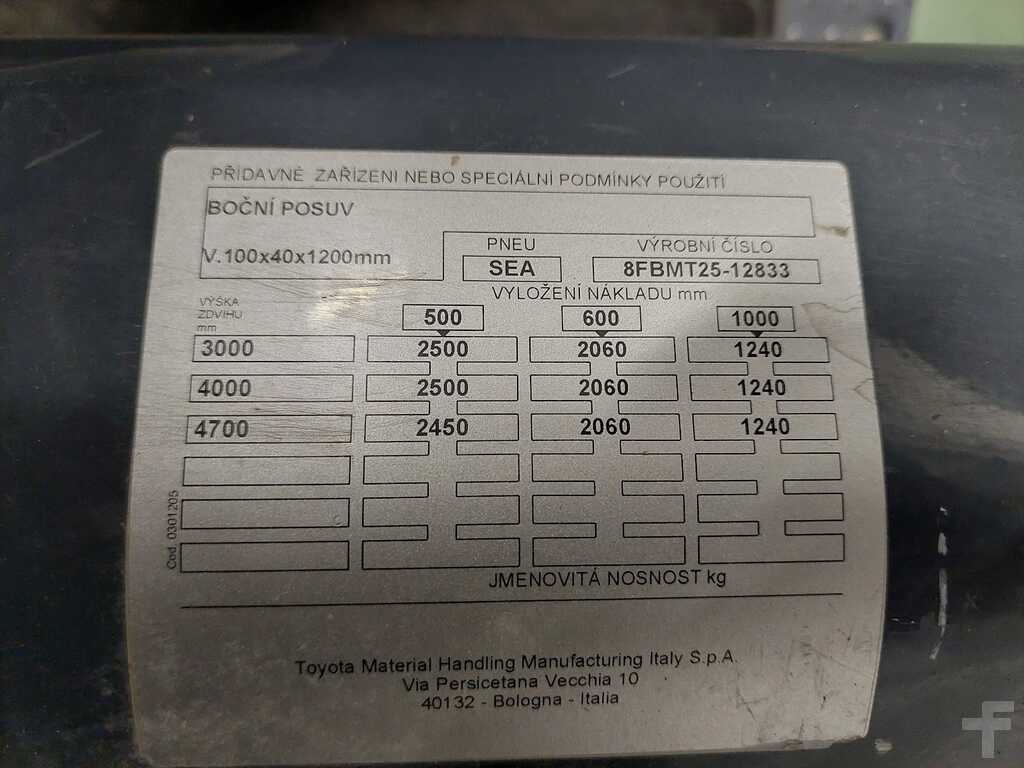 PŘÍDAVNÉ ZAŘÍZENI NEBO SPECIÁLNÍ PODMÍNKY POUŽITÍ
BOČNÍ POSUV
V.100x40x1200mm
PNEU VÝROBNÍ ČÍSLO
SEA 8FBMT25-12833
VYLOŽENÍ NÁKLADU mm
VÝŠKA
ZDVIHU
mm
500 600 1000
3000 2500 2060 1240
4000 2500 2060 1240
4700 2450 2060 1240
Cod. 0301205
JMENOVITÁ NOSNOST kg
Toyota Material Handling Manufacturing Italy S.p.A.
Via Persicetana Vecchia 10
40132 - Bologna - Italia